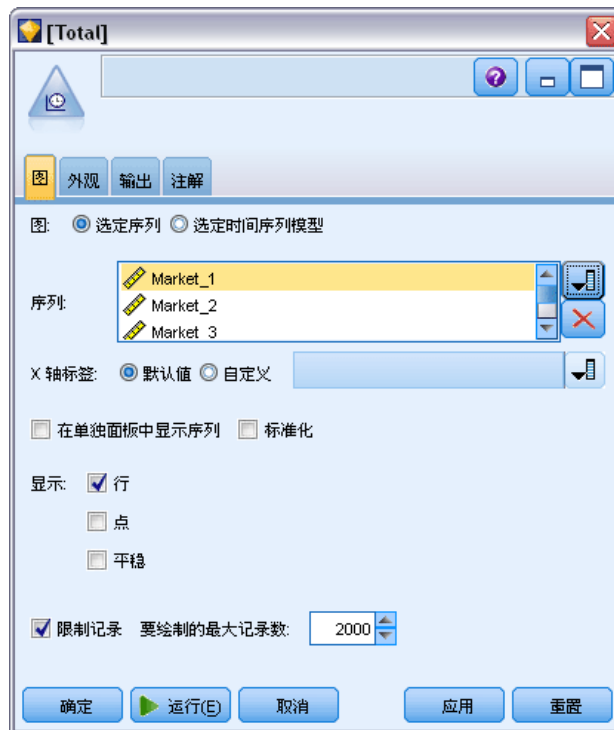 [Total]
图 外观 输出 注解
图: 选定序列 选定时间序列模型
序列:
Market_1
Market_2
Market_3
X 轴标签: 默认值 自定义
在单独面板中显示序列 标准化
显示: 行
点
平稳
限制记录 要绘制的最大记录数: 2000
确定 运行(E) 取消 应用 重置